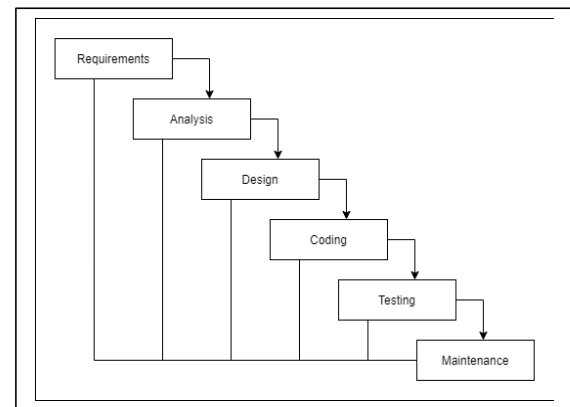 Requirements
Analysis
Design
Coding
Testing
Maintenance